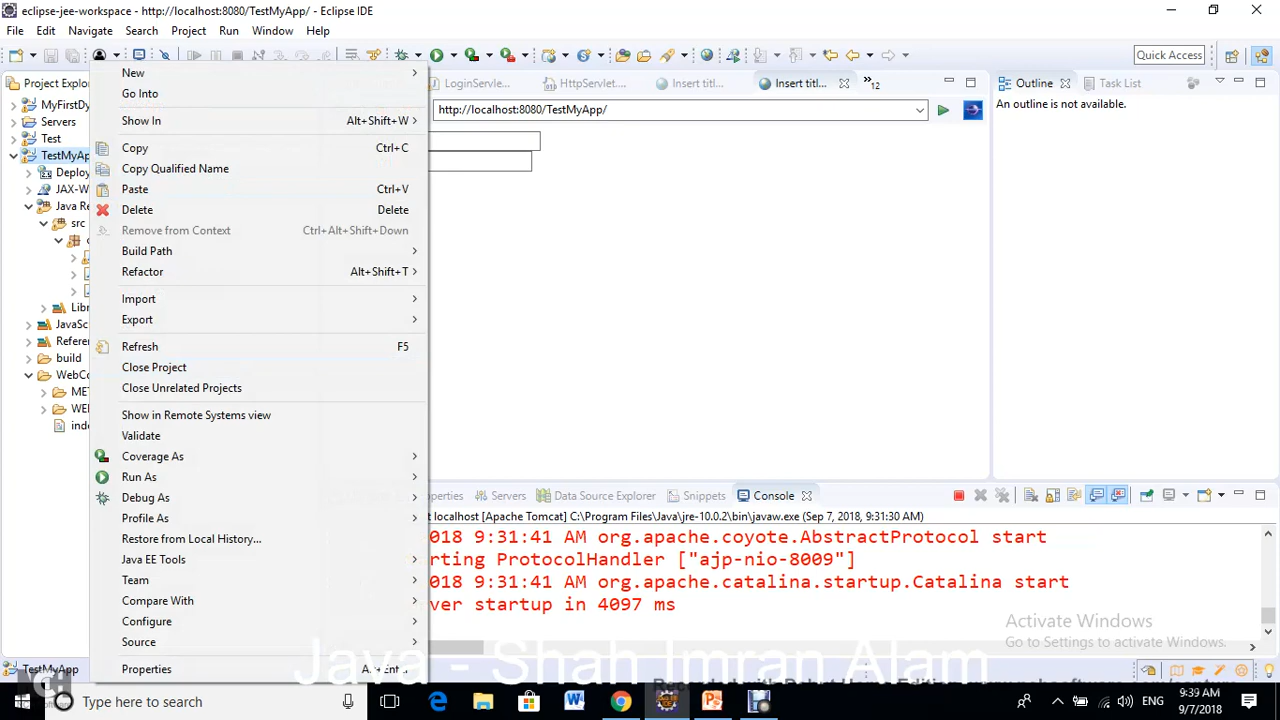 eclipse-jee-workspace - http://localhost:8080/TestMyApp/ - Eclipse IDE
File Edit Navigate Search Project Run Window Help
Quick Access
Project Explo
MyFirstDy
Servers
Test
TestMyAp
Deploy
JAX-W
Java Re
src
Libr
JavaSc
Referen
build
WebCo
MET
WEI
inde
New
Go Into
Show In Alt+Shift+W
Copy Ctrl+C
Copy Qualified Name
Paste Ctrl+V
Delete Delete
Remove from Context Ctrl+Alt+Shift+Down
Build Path
Refactor Alt+Shift+T
Import
Export
Refresh F5
Close Project
Close Unrelated Projects
Show in Remote Systems view
Validate
Coverage As
Run As
Debug As
Profile As
Restore from Local History...
Java EE Tools
Team
Compare With
Configure
Source
Properties
LoginServle... HttpServlet.... Insert titl... Insert titl... 12
http://localhost:8080/TestMyApp/
Outline Task List
An outline is not available.
operties Servers Data Source Explorer Snippets Console
t localhost [Apache Tomcat] C:\Program Files\Java\jre-10.0.2\bin\javaw.exe (Sep 7, 2018, 9:31:30 AM)
018 9:31:41 AM org.apache.coyote.AbstractProtocol start
rting ProtocolHandler ["ajp-nio-8009"]
018 9:31:41 AM org.apache.catalina.startup.Catalina start
ver startup in 4097 ms
Activate Windows
Go to Settings to activate Windows.
Java - Shah Imran Alam
TestMyApp
Type here to search
ENG
9:39 AM
9/7/2018